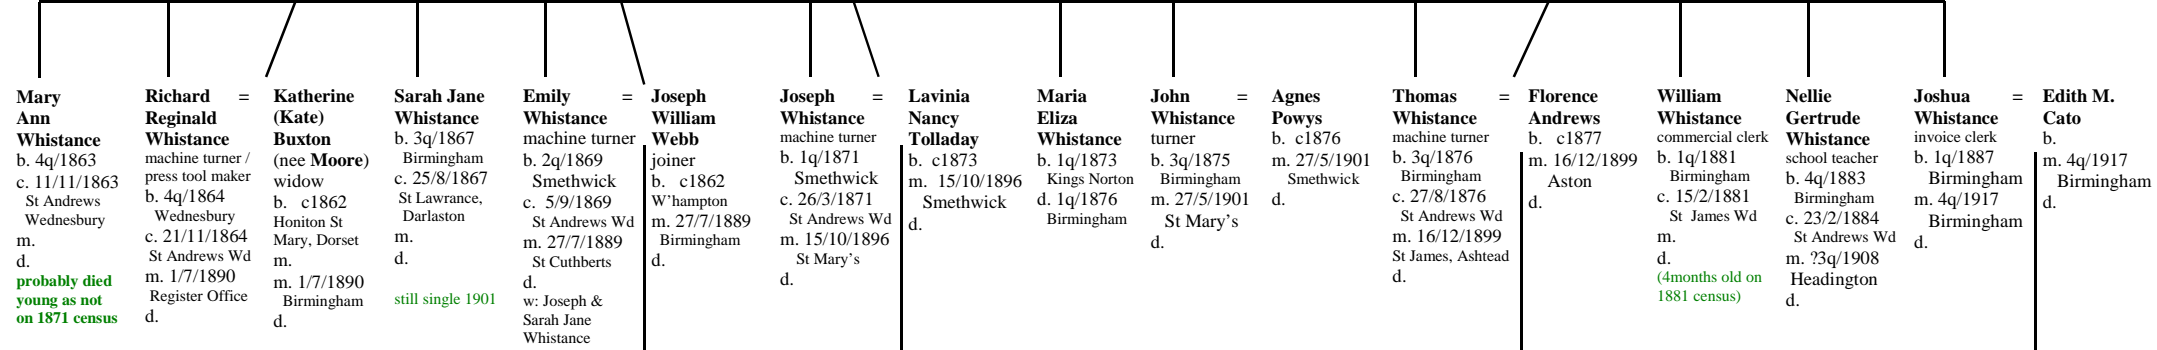 Mary
Ann
Whistance
b. 4q/1863
c. 11/11/1863
St Andrews
Wednesbury
m.
d.
probably died
young as not
on 1871 census
Richard =
Reginald
Whistance
machine turner /
press tool maker
b. 4q/1864
Wednesbury
c. 21/11/1864
St Andrews Wd
m. 1/7/1890
Register Office
d.
Katherine
(Kate)
Buxton
(nee Moore)
widow
b. c1862
Honiton St
Mary, Dorset
m.
m. 1/7/1890
Birmingham
d.
Sarah Jane
Whistance
b. 3q/1867
Birmingham
c. 25/8/1867
St Lawrance,
Darlaston
m.
d.
still single 1901
Emily =
Whistance
machine turner
b. 2q/1869
Smethwick
c. 5/9/1869
St Andrews Wd
m. 27/7/1889
St Cuthberts
d.
w: Joseph &
Sarah Jane
Whistance
Joseph
William
Webb
joiner
b. c1862
W'hampton
m. 27/7/1889
Birmingham
d.
Joseph =
Whistance
machine turner
b. 1q/1871
Smethwick
c. 26/3/1871
St Andrews Wd
m. 15/10/1896
St Mary's
d.
Lavinia
Nancy
Tolladay
b. c1873
m. 15/10/1896
Smethwick
d.
Maria
Eliza
Whistance
b. 1q/1873
Kings Norton
d. 1q/1876
Birmingham
John =
Whistance
turner
b. 3q/1875
Birmingham
m. 27/5/1901
St Mary's
d.
Agnes
Powys
b. c1876
m. 27/5/1901
Smethwick
d.
Thomas =
Whistance
machine turner
b. 3q/1876
Birmingham
c. 27/8/1876
St Andrews Wd
m. 16/12/1899
St James, Ashtead
d.
Florence
Andrews
b. c1877
m. 16/12/1899
Aston
d.
William
Whistance
commercial clerk
b. 1q/1881
Birmingham
c. 15/2/1881
St James Wd
m.
d.
(4months old on
1881 census)
Nellie
Gertrude
Whistance
school teacher
b. 4q/1883
Birmingham
c. 23/2/1884
St Andrews Wd
m. ?3q/1908
Headington
d.
Joshua =
Whistance
invoice clerk
b. 1q/1887
Birmingham
m. 4q/1917
Birmingham
d.
Edith M.
Cato
b.
m. 4q/1917
Birmingham
d.